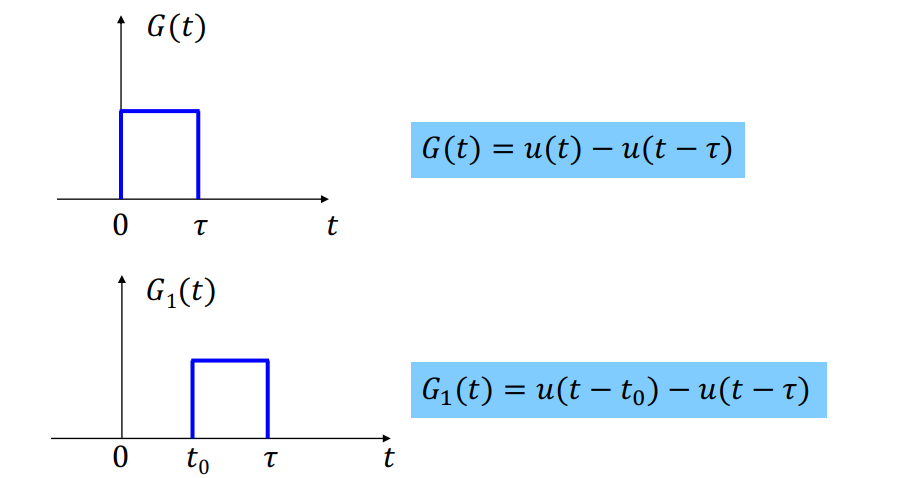 G(t)
G(t) = u(t) − u(t − τ)
0 τ t
G₁(t)
G₁(t) = u(t − t₀) − u(t − τ)
0 t₀ τ t